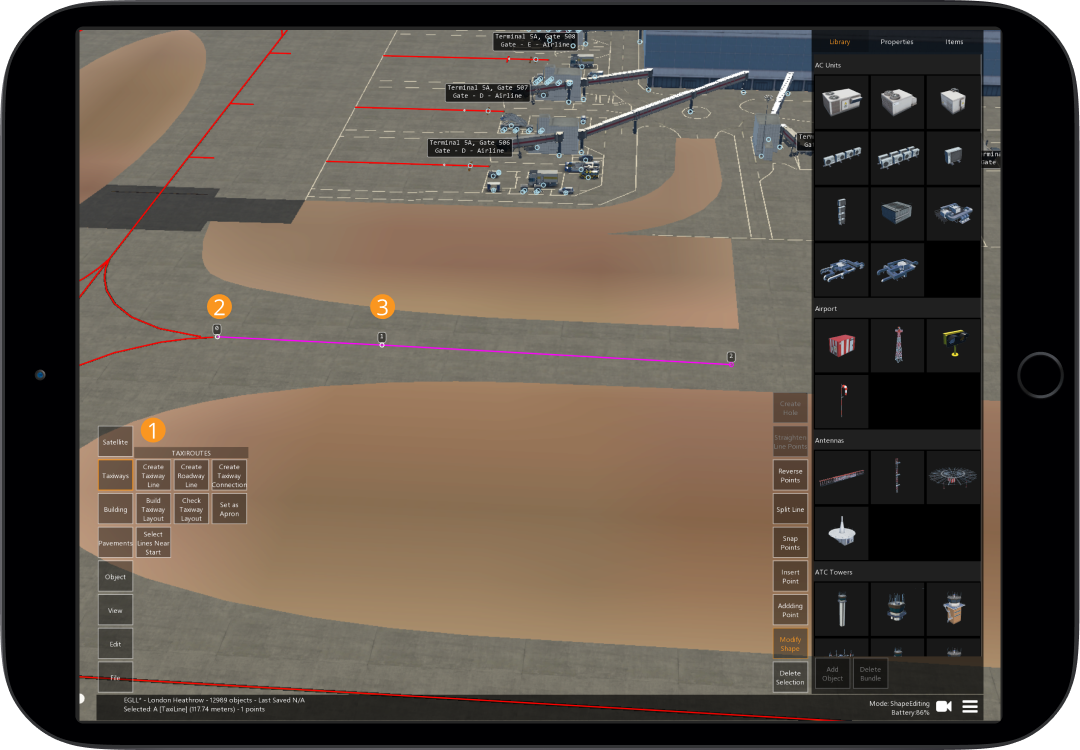 Terminal 5A, Gate 508
Gate - E - Airline
Terminal 5A, Gate 507
Gate - D - Airline
Terminal 5A, Gate 506
Gate - D - Airline
Library
Properties
Items
AC Units
Airport
Antennas
ATC Towers
2
3
0
1
2
1
Satellite
TAXIROUTES
Taxiways
Create
Taxiway
Line
Create
Roadway
Line
Create
Taxiway
Connection
Building
Build
Taxiway
Layout
Check
Taxiway
Layout
Set as
Apron
Pavements
Select
Lines Near
Start
Object
View
Edit
File
Create
Hole
Straighten
Line Points
Reverse
Points
Split Line
Snap
Points
Insert
Point
Addding
Point
Modify
Shape
Delete
Selection
Add
Object
Delete
Bundle
EGLL* - London Heathrow - 12989 objects - Last Saved N/A
Selected: A [TaxiLine] (117.74 meters) - 1 points
Mode: ShapeEditing
Battery:86%